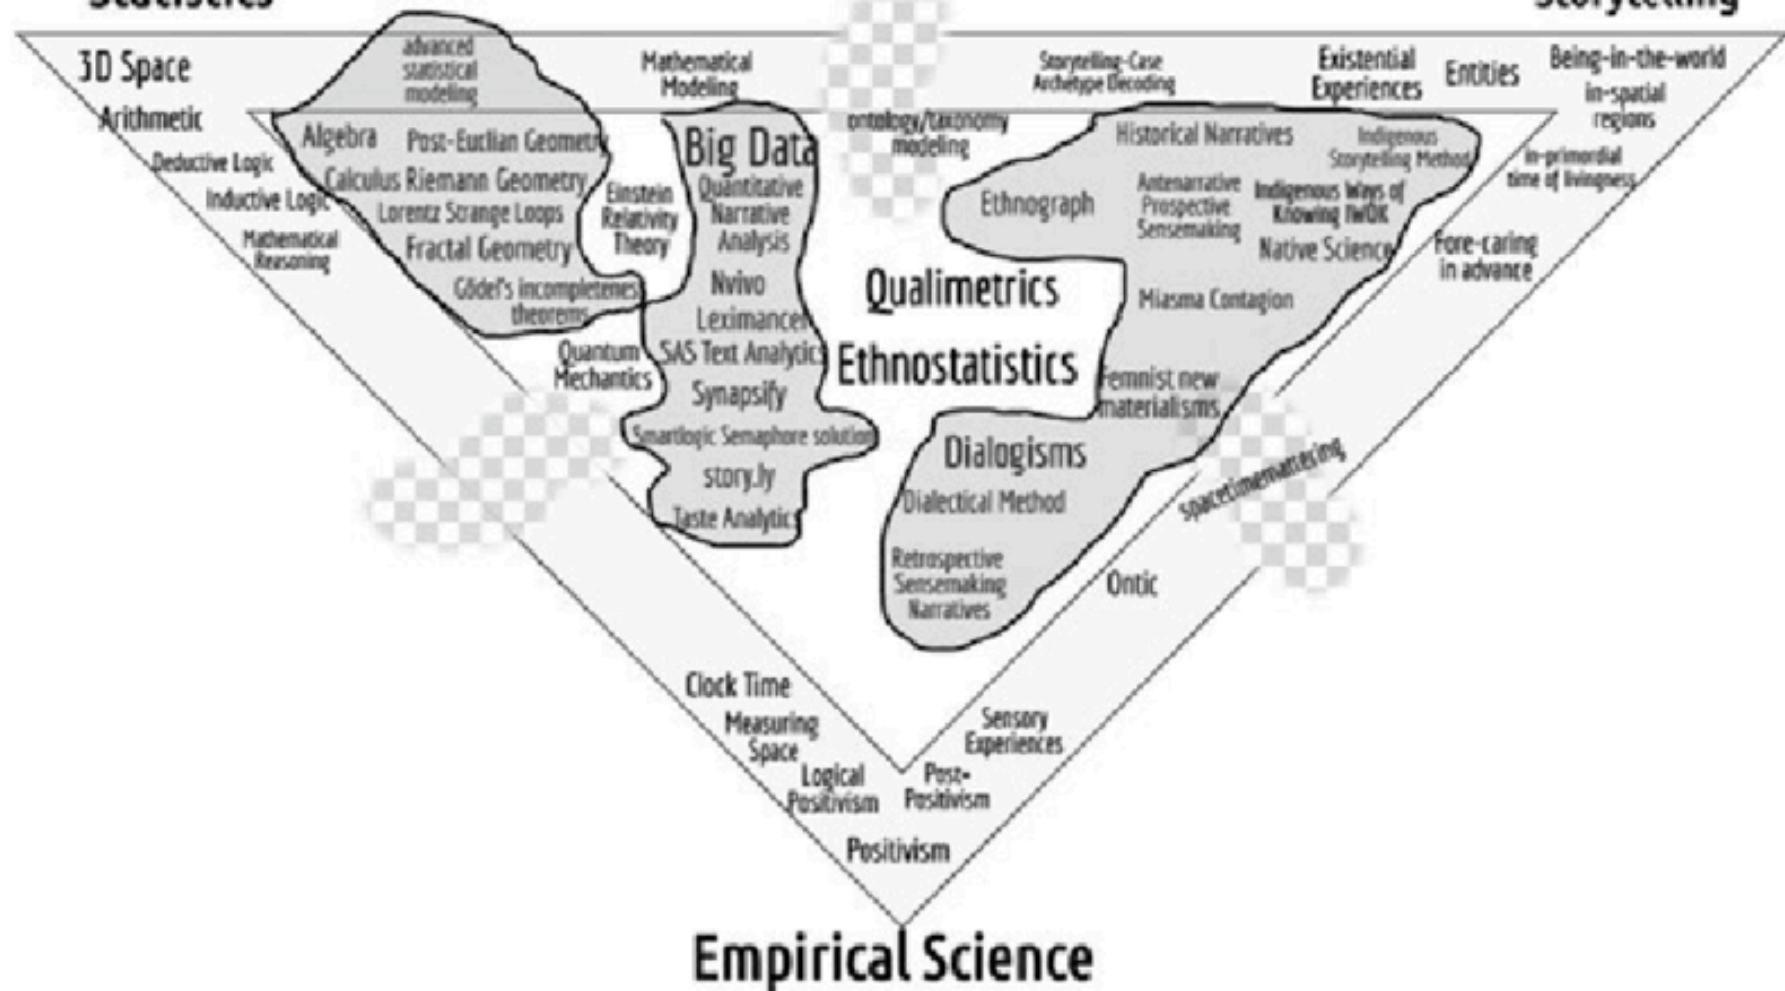 Statistics
Storytelling
3D Space
Arithmetic
Deductive Logic
Inductive Logic
Mathematical
Reasoning
advanced
statistical
modeling
Algebra
Post-Euclian Geometry
Calculus Riemann Geometry
Lorentz Strange Loops
Fractal Geometry
Gödel's incompleteness
theorems
Mathematical
Modeling
Einstein
Relativity
Theory
Quantum
Mechantics
Big Data
Quantitative
Narrative
Analysis
Nvivo
Leximancer
SAS Text Analytics
Synapsify
Smartlogic Semaphore solution
story.ly
Taste Analytics
ontology/taxonomy
modeling
Qualimetrics
Ethnostatistics
Storytelling-Case
Archetype Decoding
Existential
Experiences
Entities
Being-in-the-world
in-spatial
regions
in-primordial
time of livingness
Fore-caring
in advance
Historical Narratives
Indigenous
Storytelling Method
Ethnograph
Antenarrative
Prospective
Sensemaking
Indigenous Ways of
Knowing IWOK
Native Science
Miasma Contagion
Femnist new
materialisms
Dialogisms
Dialectical Method
Retrospective
Sensemaking
Narratives
Spacetimemattering
Ontic
Clock Time
Measuring
Space
Logical
Positivism
Sensory
Experiences
Post-
Positivism
Positivism
Empirical Science